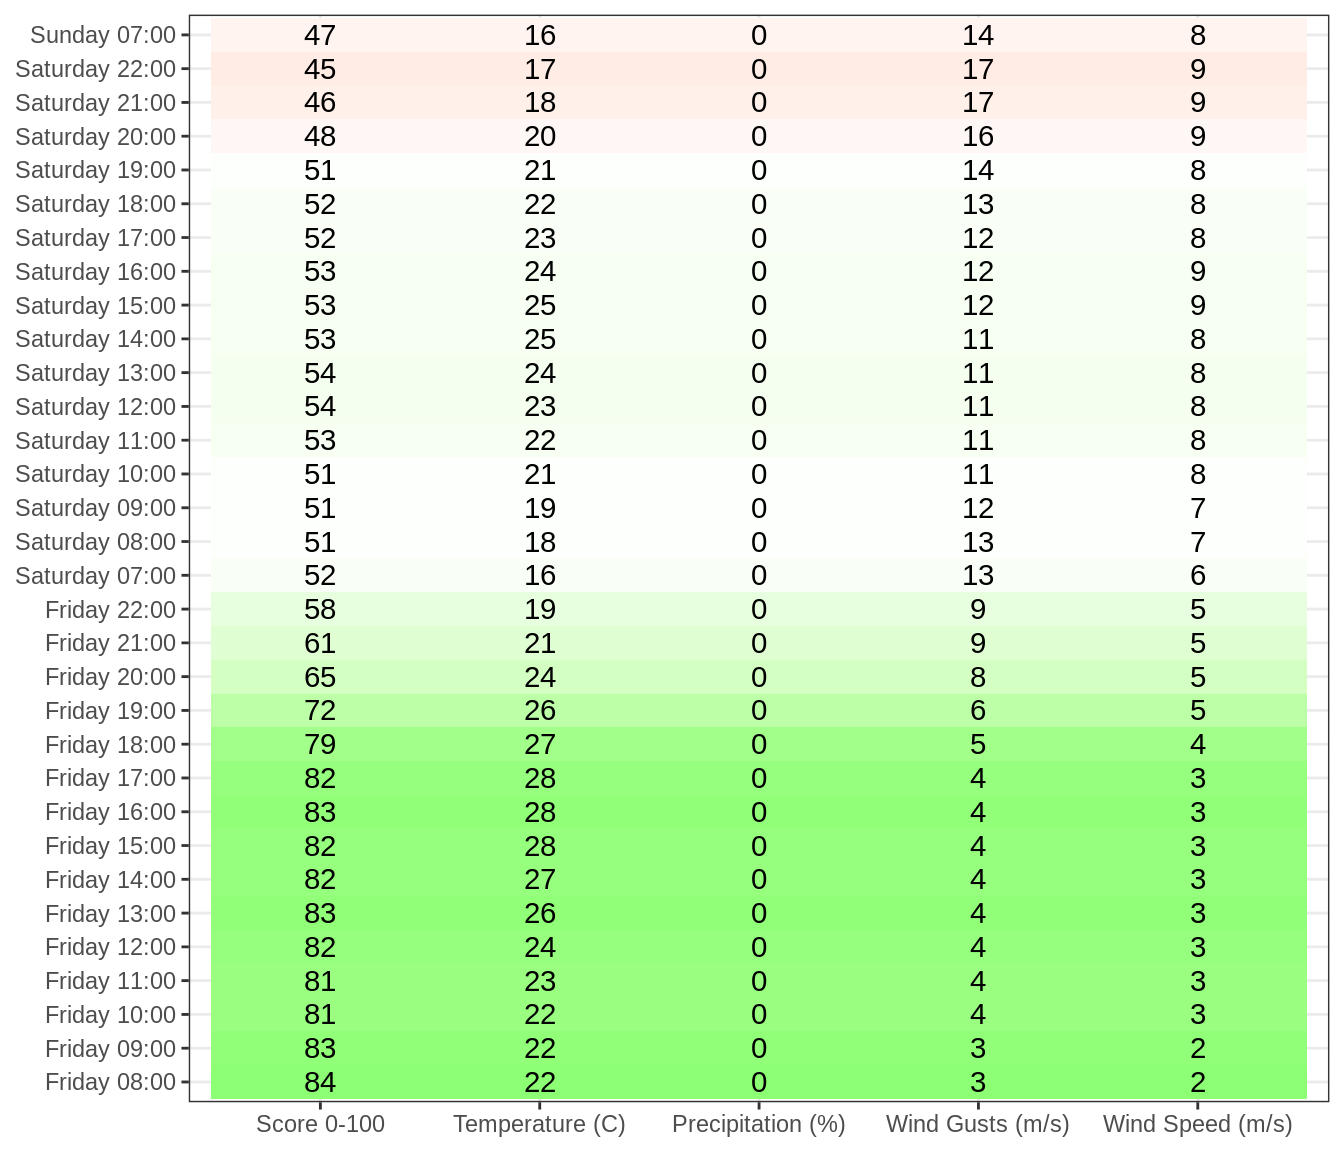 Sunday 07:00 47 16 0 14 8
Saturday 22:00 45 17 0 17 9
Saturday 21:00 46 18 0 17 9
Saturday 20:00 48 20 0 16 9
Saturday 19:00 51 21 0 14 8
Saturday 18:00 52 22 0 13 8
Saturday 17:00 52 23 0 12 8
Saturday 16:00 53 24 0 12 9
Saturday 15:00 53 25 0 12 9
Saturday 14:00 53 25 0 11 8
Saturday 13:00 54 24 0 11 8
Saturday 12:00 54 23 0 11 8
Saturday 11:00 53 22 0 11 8
Saturday 10:00 51 21 0 11 8
Saturday 09:00 51 19 0 12 7
Saturday 08:00 51 18 0 13 7
Saturday 07:00 52 16 0 13 6
Friday 22:00 58 19 0 9 5
Friday 21:00 61 21 0 9 5
Friday 20:00 65 24 0 8 5
Friday 19:00 72 26 0 6 5
Friday 18:00 79 27 0 5 4
Friday 17:00 82 28 0 4 3
Friday 16:00 83 28 0 4 3
Friday 15:00 82 28 0 4 3
Friday 14:00 82 27 0 4 3
Friday 13:00 83 26 0 4 3
Friday 12:00 82 24 0 4 3
Friday 11:00 81 23 0 4 3
Friday 10:00 81 22 0 4 3
Friday 09:00 83 22 0 3 2
Friday 08:00 84 22 0 3 2
Score 0-100 Temperature (C) Precipitation (%) Wind Gusts (m/s) Wind Speed (m/s)